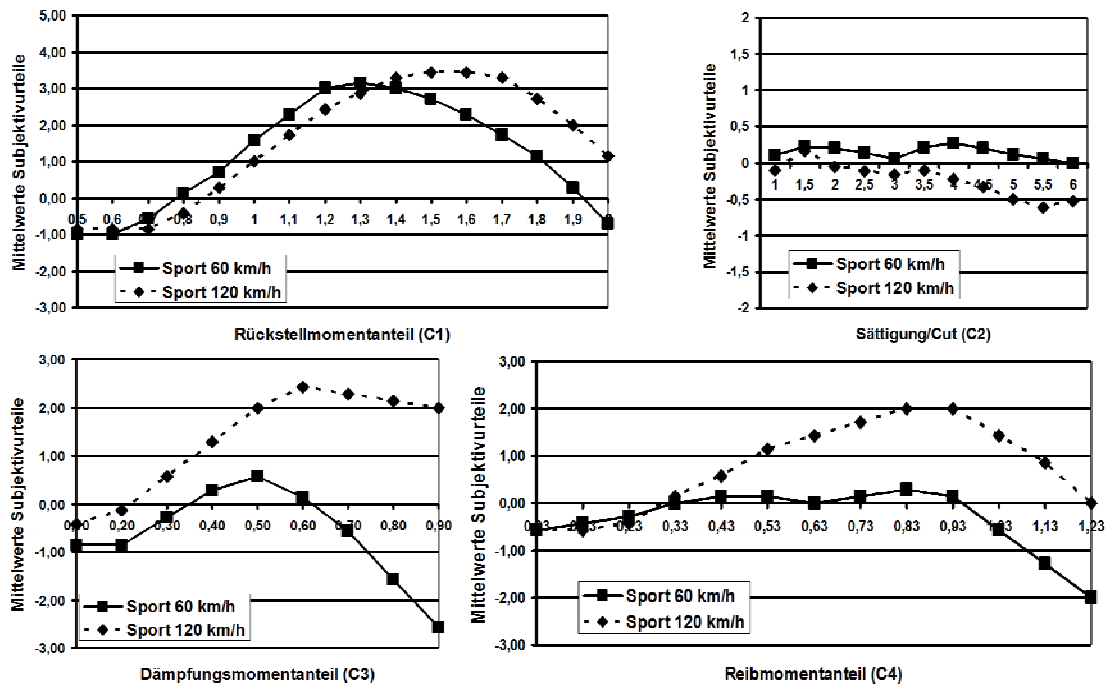 Mittelwerte Subjektivurteile
5,00
4,00
3,00
2,00
1,00
0,00
-1,00
-2,00
-3,00
0,5 0,6 0,8 0,9 1 1,1 1,2 1,3 1,4 1,5 1,6 1,7 1,8 1,9
Sport 60 km/h
Sport 120 km/h
Rückstellmomentanteil (C1)
Mittelwerte Subjektivurteile
2
1,5
1
0,5
0
-0,5
-1
-1,5
-2
1 1,5 2 2,5 3 3,5 4 4,5 5 5,5 6
Sport 60 km/h
Sport 120 km/h
Sättigung/Cut (C2)
Mittelwerte Subjektivurteile
3,00
2,00
1,00
0,00
-1,00
-2,00
-3,00
0,20 0,30 0,40 0,50 0,60 0,70 0,80 0,90
Sport 60 km/h
Sport 120 km/h
Dämpfungsmomentanteil (C3)
Mittelwerte Subjektivurteile
3,00
2,00
1,00
0,00
-1,00
-2,00
-3,00
0,23 0,33 0,43 0,53 0,63 0,73 0,83 0,93 1,13 1,23
Sport 60 km/h
Sport 120 km/h
Reibmomentanteil (C4)